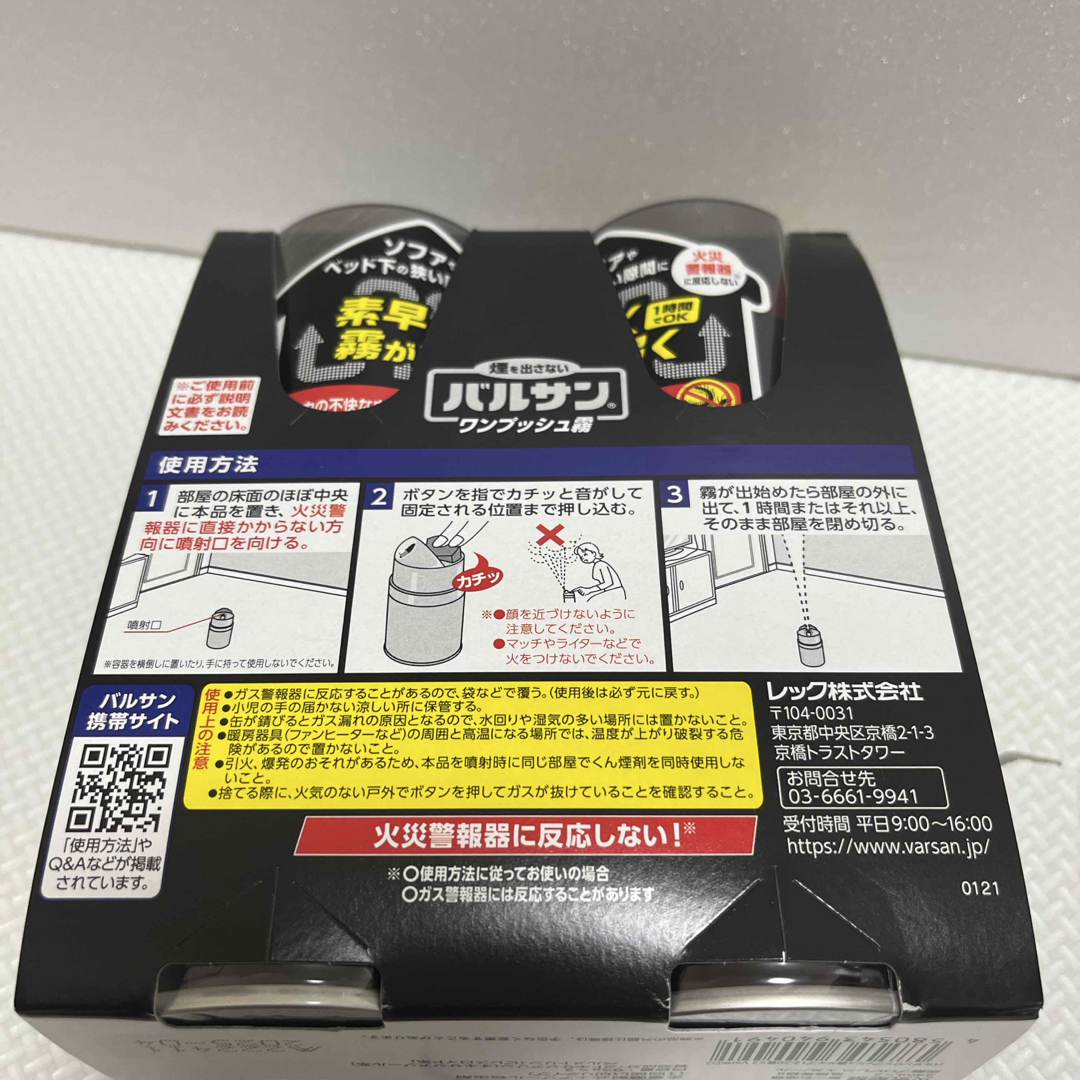 ソファ
ベッド下の狭い
素早
霧が
火災
警報器
に反応しない
隙間に
1時間
でOK
く
の不快な
煙を出さない
バルサン®
ワンプッシュ霧
※ご使用前
に必ず説明
文書をお読
みください。
使用方法
1 部屋の床面のほぼ中央
に本品を置き、火災警
報器に直接かからない方
向に噴射口を向ける。
噴射口
※容器を横倒しに置いたり、手に持って使用しないでください。
2 ボタンを指でカチッと音がして
固定される位置まで押し込む。
カチッ
※●顔を近づけないように
注意してください。
●マッチやライターなどで
火をつけないでください。
3 霧が出始めたら部屋の外に
出て、1時間またはそれ以上、
そのまま部屋を閉め切る。
バルサン
携帯サイト
「使用方法」や
Q&Aなどが掲載
されています。
使用上の注意
●ガス警報器に反応することがあるので、袋などで覆う。(使用後は必ず元に戻す。)
●小児の手の届かない涼しい所に保管する。
●缶が錆びるとガス漏れの原因となるので、水回りや湿気の多い場所には置かないこと。
●暖房器具(ファンヒーターなど)の周囲と高温になる場所では、温度が上がり破裂する危
険があるので置かないこと。
●引火、爆発のおそれがあるため、本品を噴射時に同じ部屋でくん煙剤を同時使用しな
いこと。
●捨てる際に、火気のない戸外でボタンを押してガスが抜けていることを確認すること。
レック株式会社
〒104-0031
東京都中央区京橋2-1-3
京橋トラストタワー
お問合せ先
03-6661-9941
受付時間 平日9:00〜16:00
https://www.varsan.jp/
0121
火災警報器に反応しない!※
※○使用方法に従ってお使いの場合
○ガス警報器には反応することがあります
4 580543 940491